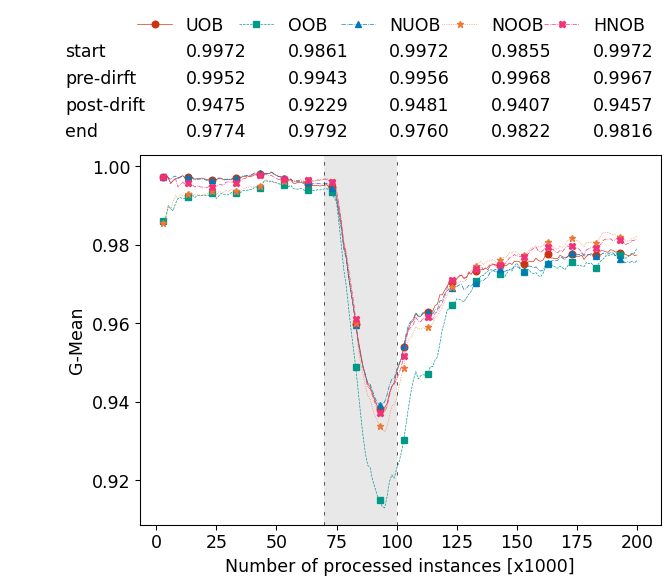 UOB OOB NUOB NOOB HNOB
start 0.9972 0.9861 0.9972 0.9855 0.9972
pre-dirft 0.9952 0.9943 0.9956 0.9968 0.9967
post-drift 0.9475 0.9229 0.9481 0.9407 0.9457
end 0.9774 0.9792 0.9760 0.9822 0.9816
1.00
0.98
0.96
0.94
0.92
G-Mean
0 25 50 75 100 125 150 175 200
Number of processed instances [x1000]